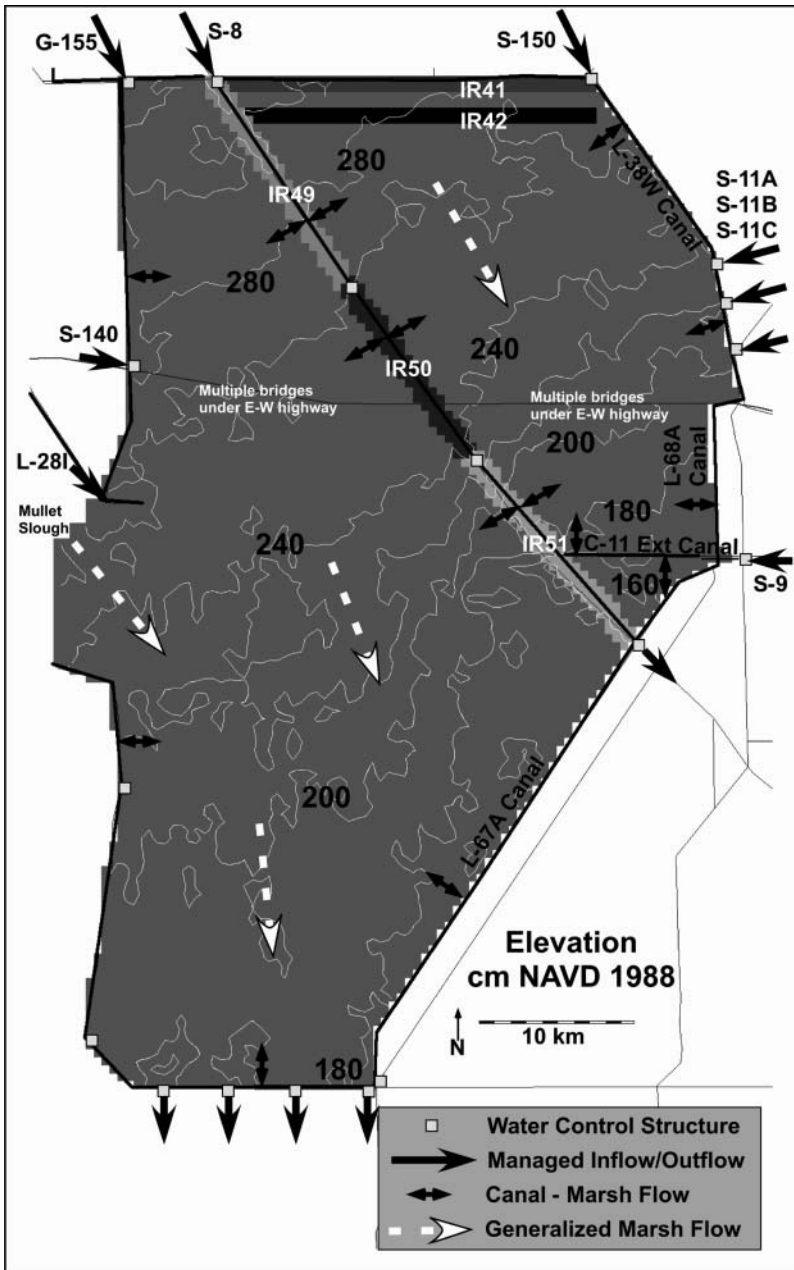 G-155
S-8
S-150
IR41
IR42
280
L-38W Canal
S-11A
S-11B
S-11C
IR49
280
240
S-140
IR50
Multiple bridges
under E-W highway
Multiple bridges
under E-W highway
200
L-68A
Canal
L-28I
Mullet
Slough
180
240
IR51
C-11 Ext Canal
S-9
160
200
L-67A Canal
Elevation
cm NAVD 1988
N
10 km
180
Water Control Structure
Managed Inflow/Outflow
Canal - Marsh Flow
Generalized Marsh Flow